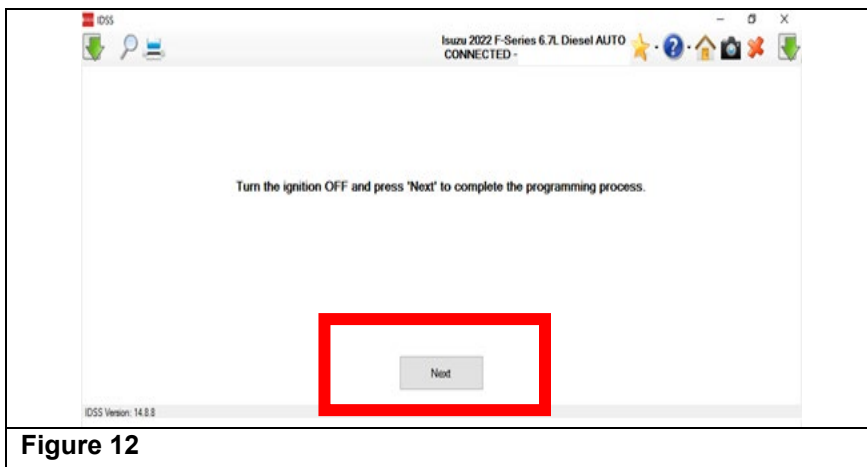 IDSS
Isuzu 2022 F-Series 6.7L Diesel AUTO
CONNECTED -
Turn the ignition OFF and press 'Next' to complete the programming process.
Next
IDSS Version: 14.8.8
Figure 12